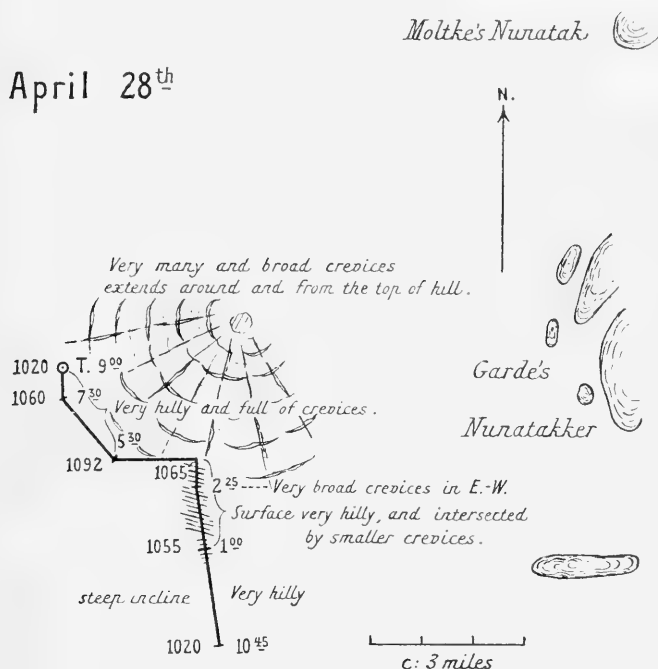 Moltke's Nunatak
April 28th
N.
Very many and broad crevices
extends around and from the top of hill.
1020 T. 9 00
1060 7 30
Very hilly and full of crevices.
Garde's
Nunatakker
5 30
1092
1065
2 25 ---- Very broad crevices in E.-W.
Surface very hilly, and intersected
by smaller crevices.
1055 1 00
steep incline
Very hilly
1020 10 45
c: 3 miles